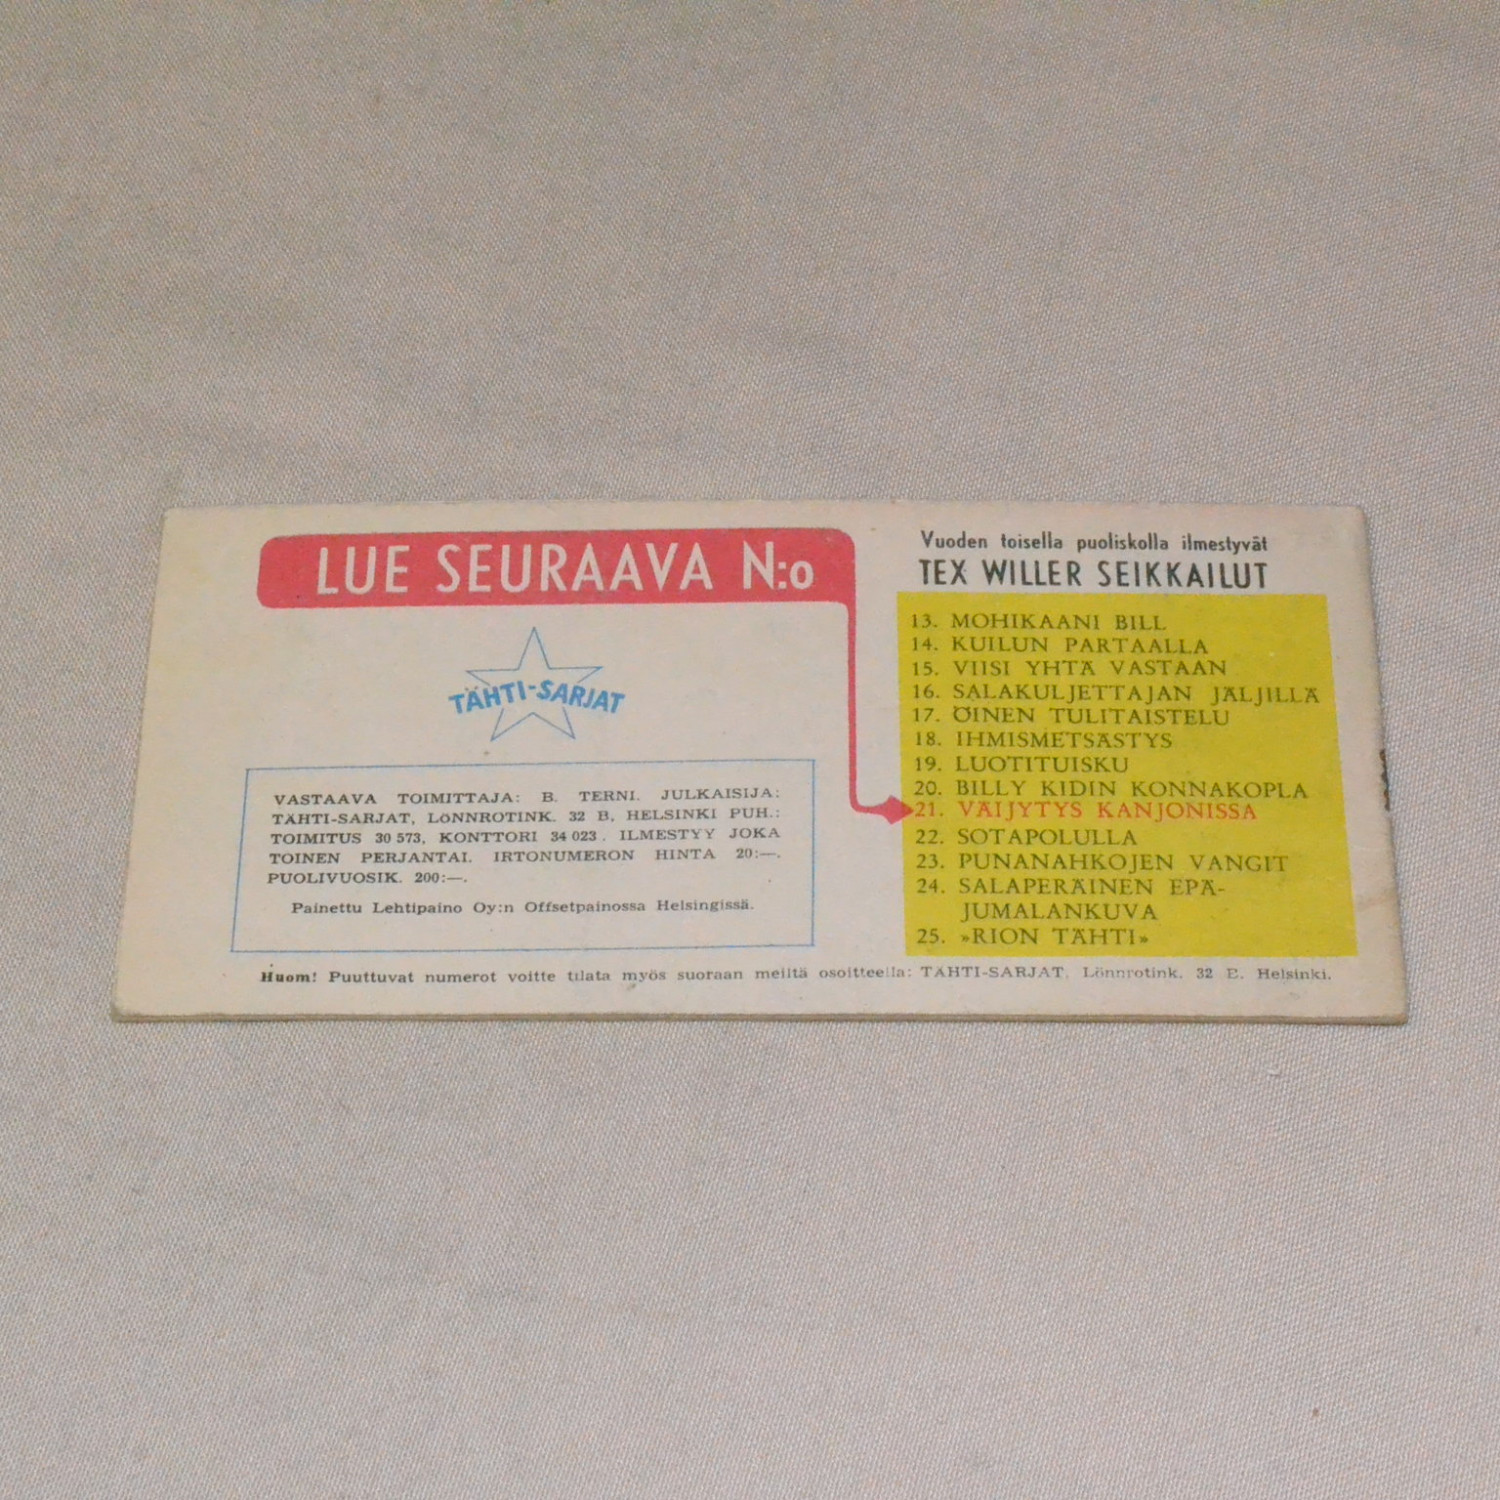 LUE SEURAAVA N:o
TÄHTI-SARJAT
VASTAAVA TOIMITTAJA: B. TERNI. JULKAISIJA:
TÄHTI-SARJAT, LÖNNROTINK. 32 B, HELSINKI PUH.:
TOIMITUS 30 573, KONTTORI 34 023. ILMESTYY JOKA
TOINEN PERJANTAI. IRTONUMERON HINTA 20:—.
PUOLIVUOSIK. 200:—.
Painettu Lehtipaino Oy:n Offsetpainossa Helsingissä.
Vuoden toisella puoliskolla ilmestyvät
TEX WILLER SEIKKAILUT
13. MOHIKAANI BILL
14. KUILUN PARTAALLA
15. VIISI YHTÄ VASTAAN
16. SALAKULJETTAJAN JÄLJILLÄ
17. ÖINEN TULITAISTELU
18. IHMISMETSÄSTYS
19. LUOTITUISKU
20. BILLY KIDIN KONNAKOPLA
21. VÄIJYTYS KANJONISSA
22. SOTAPOLULLA
23. PUNANAHKOJEN VANGIT
24. SALAPERÄINEN EPÄ-
JUMALANKUVA
25. »RION TÄHTI»
Huom! Puuttuvat numerot voitte tilata myös suoraan meiltä osoitteella: TÄHTI-SARJAT, Lönnrotink. 32 B. Helsinki.